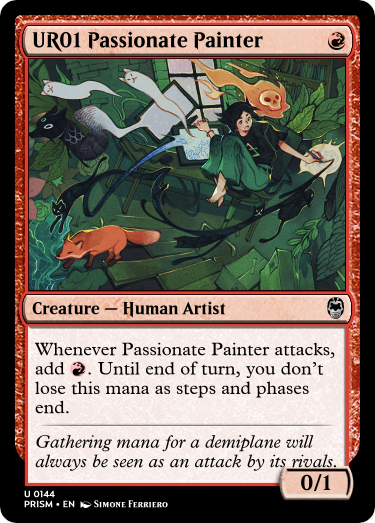 UR01 Passionate Painter
Creature — Human Artist
Whenever Passionate Painter attacks,
add R. Until end of turn, you don’t
lose this mana as steps and phases
end.
Gathering mana for a demiplane will
always be seen as an attack by its rivals.
0/1
U 0144
PRISM • EN Simone Ferriero